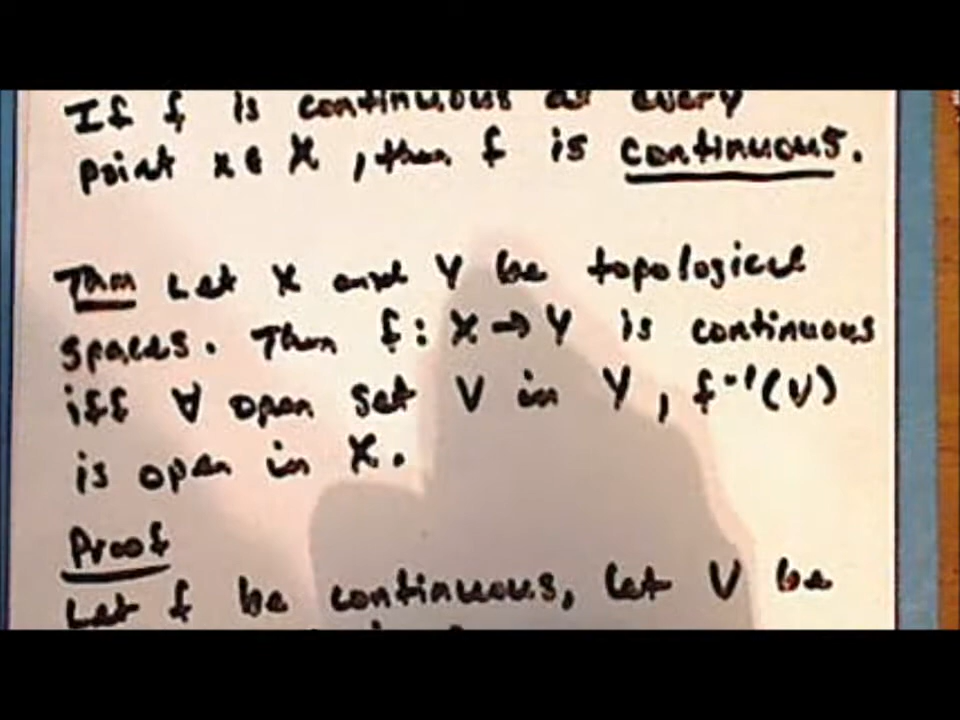 If f is continuous at every
point x ∈ X, then f is continuous.
Thm Let X and Y be topological
spaces. Then f: X → Y is continuous
iff ∀ open set V in Y, f⁻¹(V)
is open in X.
Proof
Let f be continuous, let V be